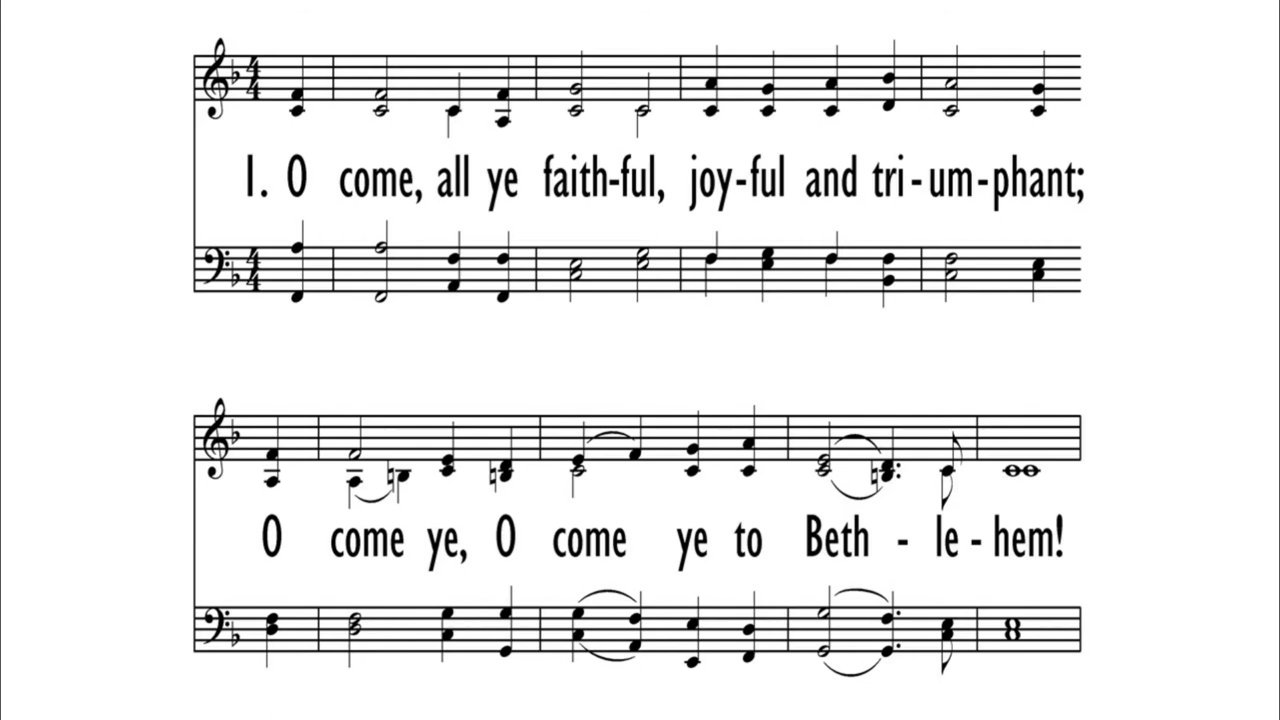 1. O come, all ye faith-ful, joy-ful and tri-um-phant;
O come ye, O come ye to Beth - le - hem!